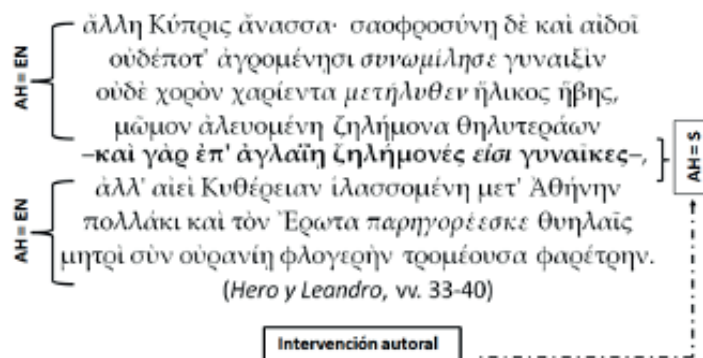 ἄλλη Κύπρις ἄνασσα· σαοφροσύνῃ δὲ καὶ αἰδοῖ
οὐδέποτ' ἀγρομένῃσι συνωμίλησε γυναιξὶν
οὐδὲ χορὸν χαρίεντα μετήλυθεν ἥλικος ἥβης,
μῶμον ἀλευομένη ζηλήμονα θηλυτεράων
–καὶ γὰρ ἐπ' ἀγλαΐῃ ζηλήμονές εἰσι γυναῖκες–,
ἀλλ' αἰεὶ Κυθέρειαν ἱλασσομένη μετ' Ἀθήνην
πολλάκι καὶ τὸν Ἔρωτα παρηγορέεσκε θυηλαῖς
μητρὶ σὺν οὐρανίῃ φλογερὴν τρομέουσα φαρέτρην.
(Hero y Leandro, vv. 33-40)
AH = EN
AH = EN
AH = S
Intervención autoral